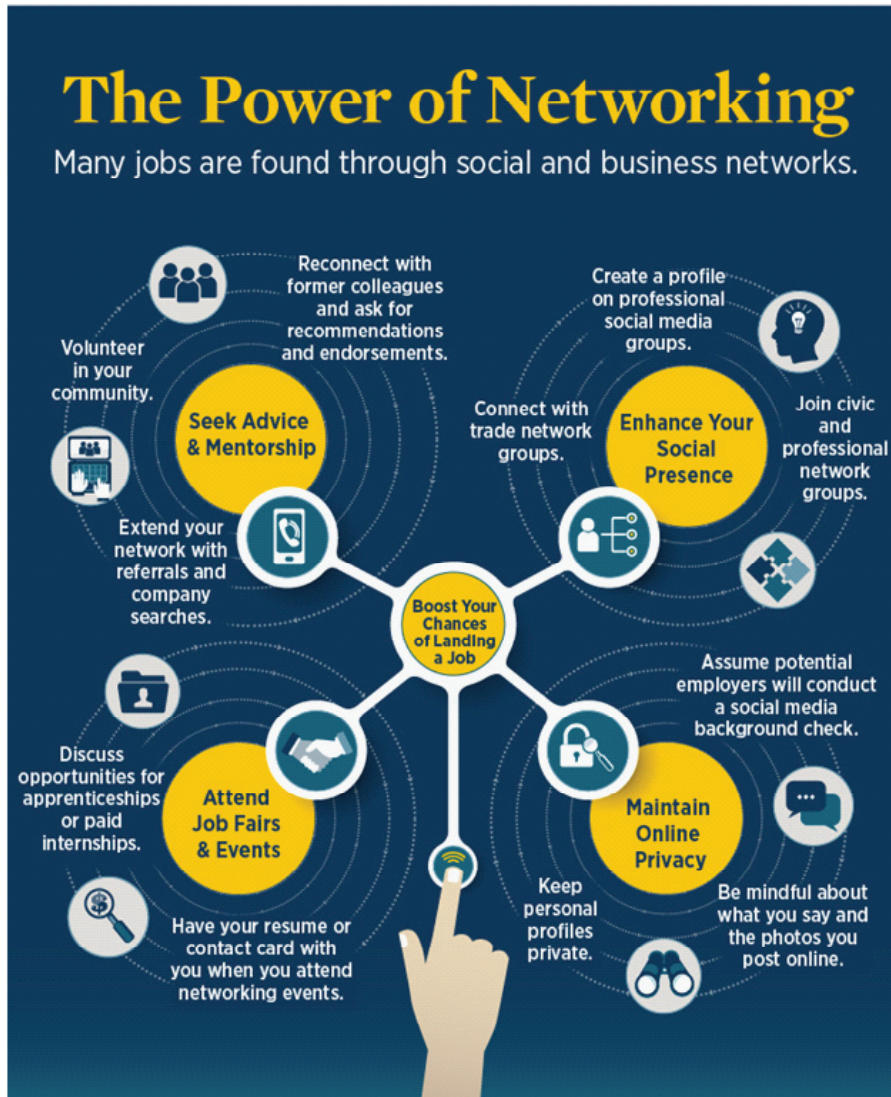 The Power of Networking
Many jobs are found through social and business networks.
Reconnect with
former colleagues
and ask for
recommendations
and endorsements.
Volunteer
in your
community.
Seek Advice
& Mentorship
Extend your
network with
referrals and
company
searches.
Create a profile
on professional
social media
groups.
Connect with
trade network
groups.
Enhance Your
Social
Presence
Join civic
and
professional
network
groups.
Boost Your
Chances
of Landing
a Job
Discuss
opportunities for
apprenticeships
or paid
internships.
Attend
Job Fairs
& Events
Have your resume or
contact card with
you when you attend
networking events.
Assume potential
employers will conduct
a social media
background check.
Maintain
Online
Privacy
Keep
personal
profiles
private.
Be mindful about
what you say and
the photos you
post online.